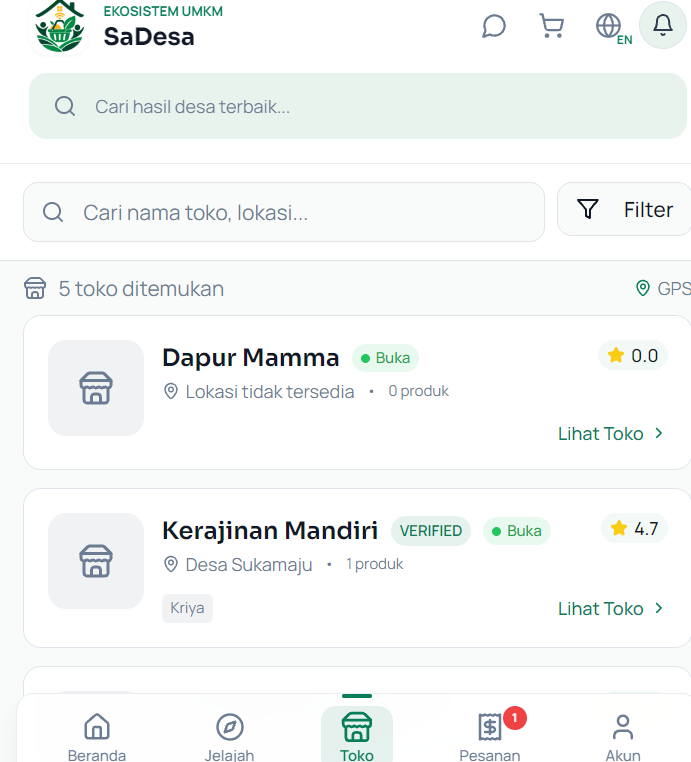 EKOSISTEM UMKM
SaDesa
EN
Cari hasil desa terbaik...
Cari nama toko, lokasi...
Filter
5 toko ditemukan
GPS
Dapur Mamma
Buka
0.0
Lokasi tidak tersedia • 0 produk
Lihat Toko
Kerajinan Mandiri
VERIFIED
Buka
4.7
Desa Sukamaju • 1 produk
Kriya
Lihat Toko
1
Beranda
Jelajah
Toko
Pesanan
Akun